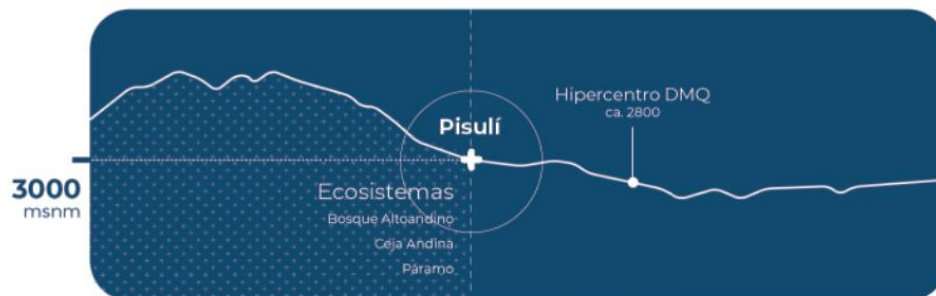 Hipercentro DMQ
ca. 2800
Pisulí
3000
msnm
Ecosistemas
Bosque Altoandino
Ceja Andina
Páramo